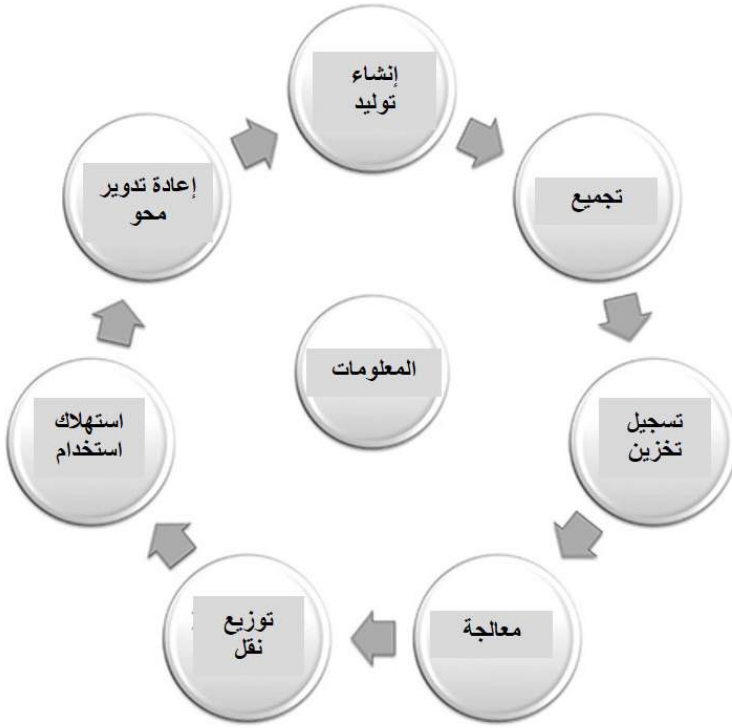 إنشاء
توليد
تجميع
تسجيل
تخزين
معالجة
توزيع
نقل
استهلاك
استخدام
إعادة تدوير
محو
المعلومات